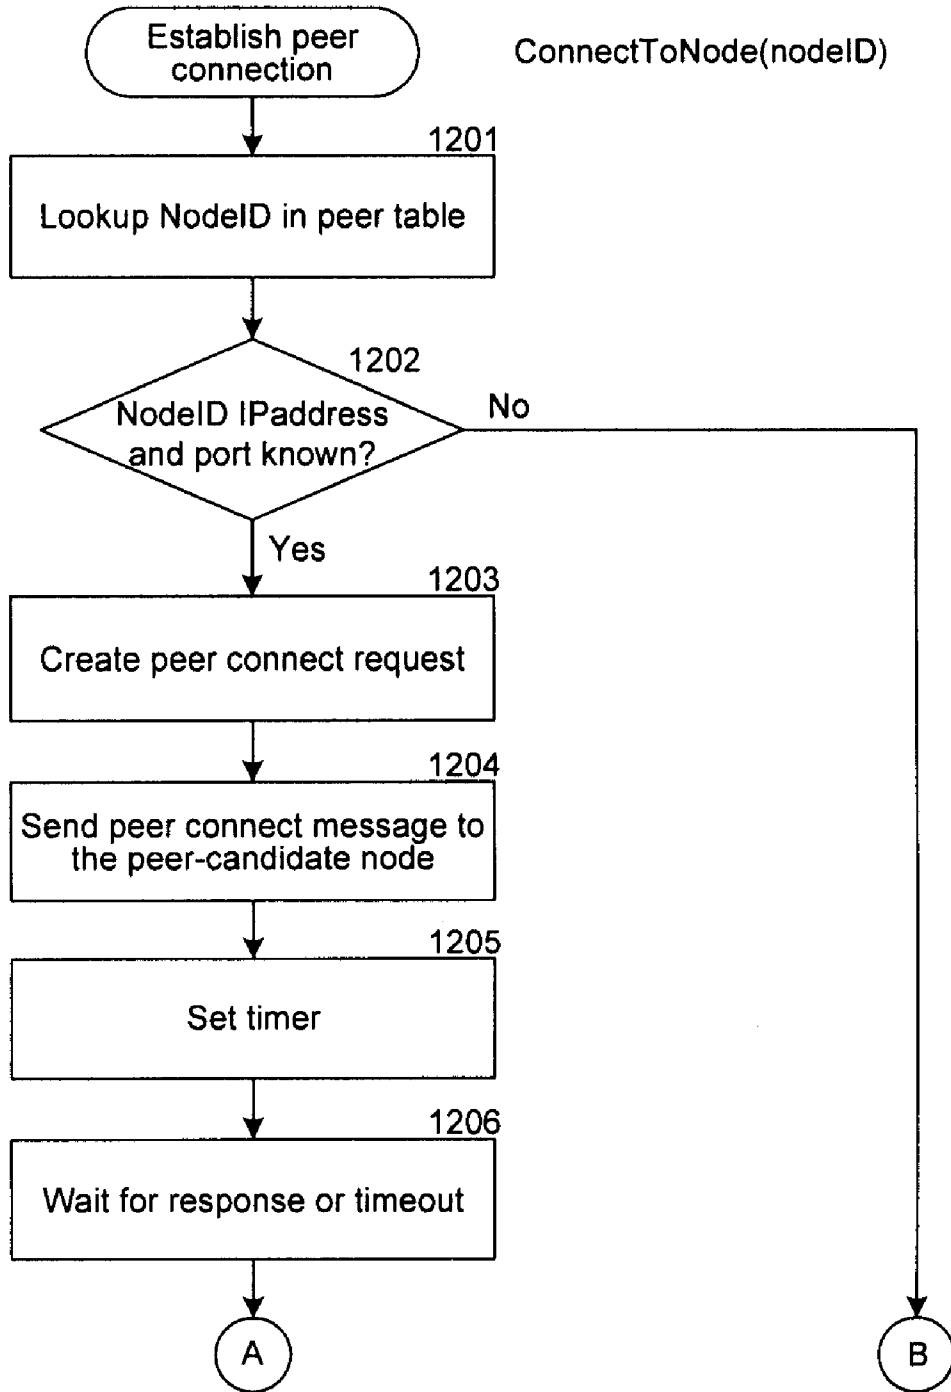 Establish peer
connection
ConnectToNode(nodeID)
1201
Lookup NodeID in peer table
1202
NodeID IPaddress
and port known?
No
Yes
1203
Create peer connect request
1204
Send peer connect message to
the peer-candidate node
1205
Set timer
1206
Wait for response or timeout
A
B